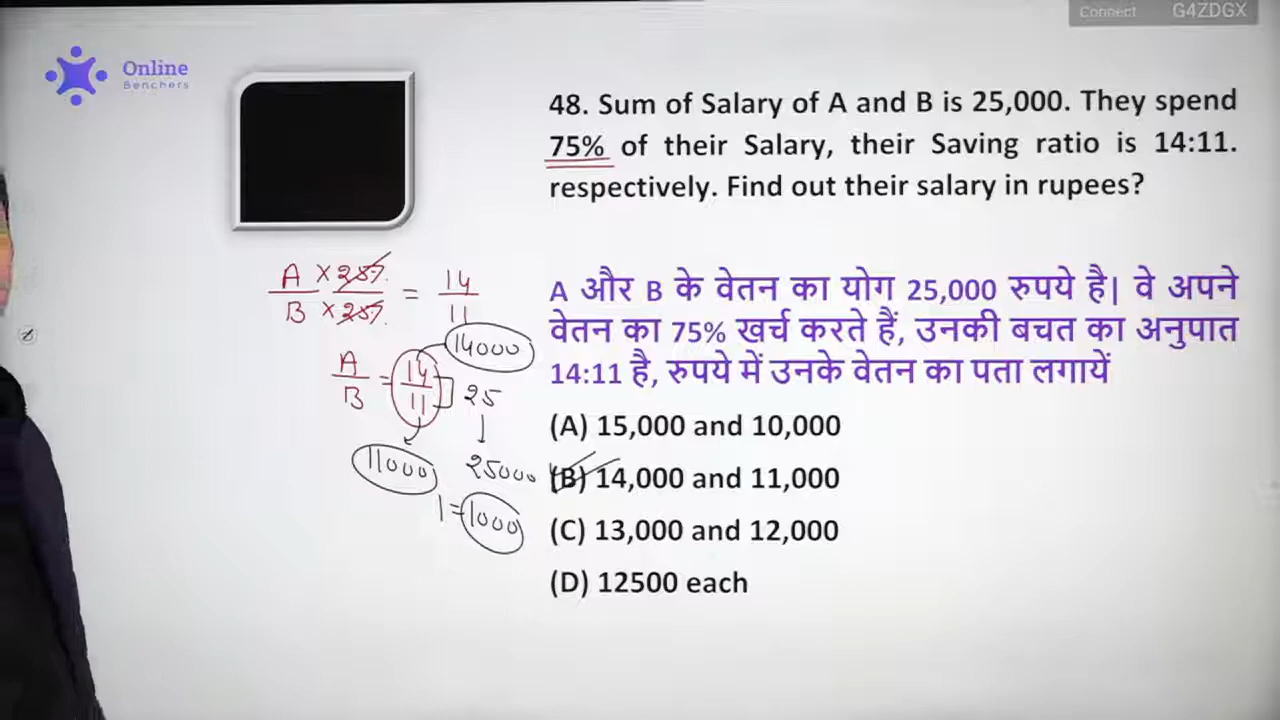 Connect G4ZDGX
Online
Benchers
48. Sum of Salary of A and B is 25,000. They spend
75% of their Salary, their Saving ratio is 14:11.
respectively. Find out their salary in rupees?
A × 25% / B × 25% = 14 / 11
A / B = 14 / 11
14000
25
11000
25000
1 = 1000
A और B के वेतन का योग 25,000 रुपये है| वे अपने
वेतन का 75% खर्च करते हैं, उनकी बचत का अनुपात
14:11 है, रुपये में उनके वेतन का पता लगायें
(A) 15,000 and 10,000
(B) 14,000 and 11,000
(C) 13,000 and 12,000
(D) 12500 each